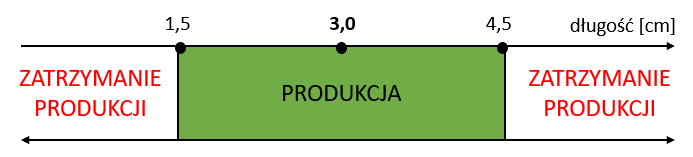 1,5 3,0 4,5 długość [cm]
ZATRZYMANIE
PRODUKCJI
PRODUKCJA
ZATRZYMANIE
PRODUKCJI